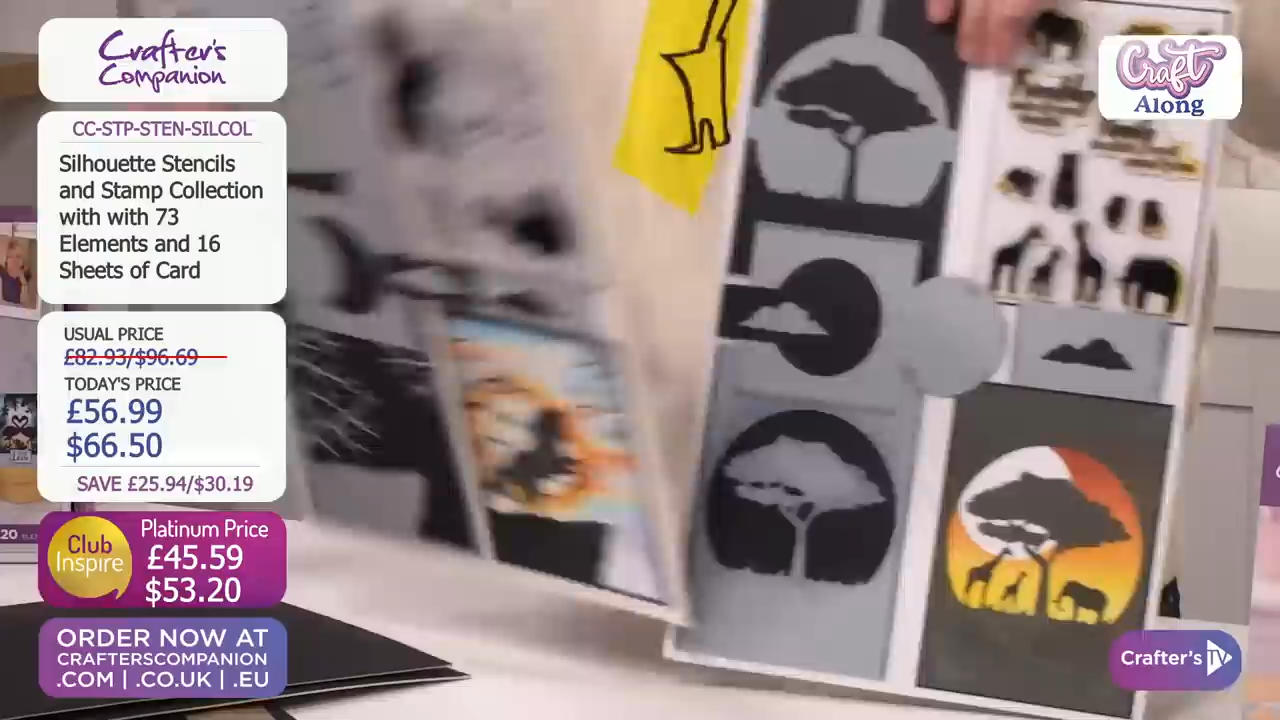 Crafter's
Companion
CC-STP-STEN-SILCOL
Silhouette Stencils
and Stamp Collection
with with 73
Elements and 16
Sheets of Card
USUAL PRICE
£82.93/$96.69
TODAY'S PRICE
£56.99
$66.50
SAVE £25.94/$30.19
Club
Inspire
Platinum Price
£45.59
$53.20
ORDER NOW AT
CRAFTERSCOMPANION
.COM | .CO.UK | .EU
Craft
Along
Crafter's TV